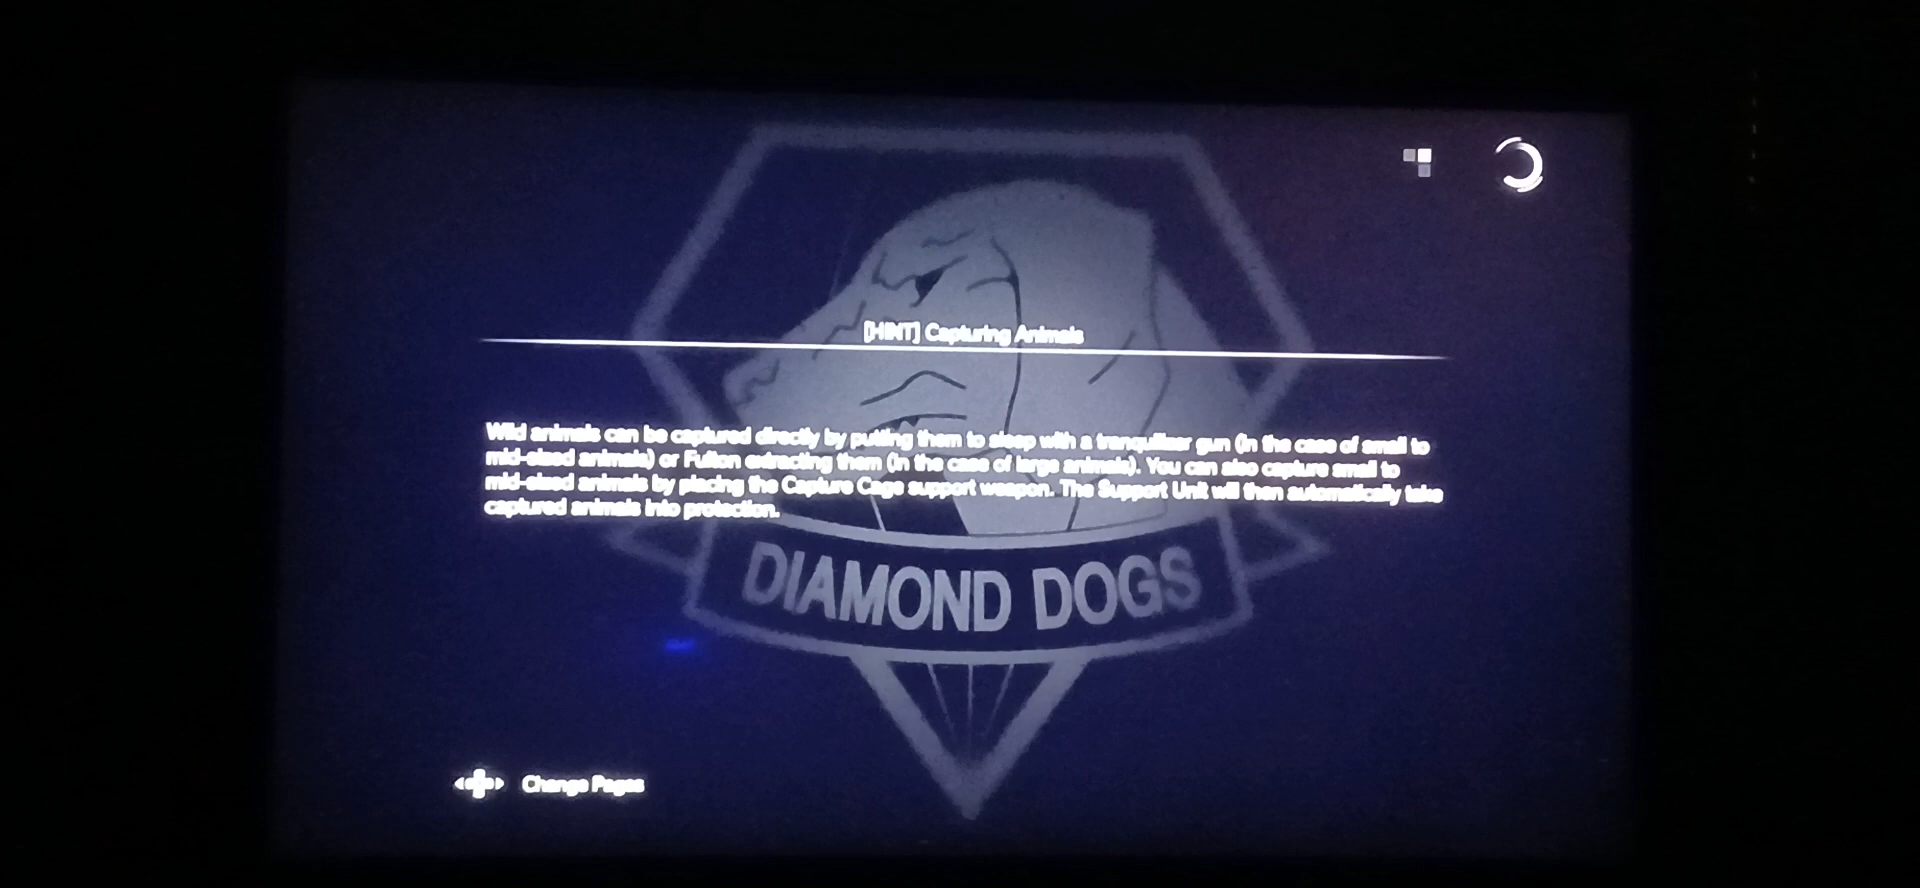 [HINT] Capturing Animals
Wild animals can be captured directly by putting them to sleep with a tranquilizer gun (in the case of small to
mid-sized animals) or Fulton extracting them (in the case of large animals). You can also capture small to
mid-sized animals by placing the Capture Cage support weapon. The Support Unit will then automatically take
captured animals into protection.
DIAMOND DOGS
Change Pages